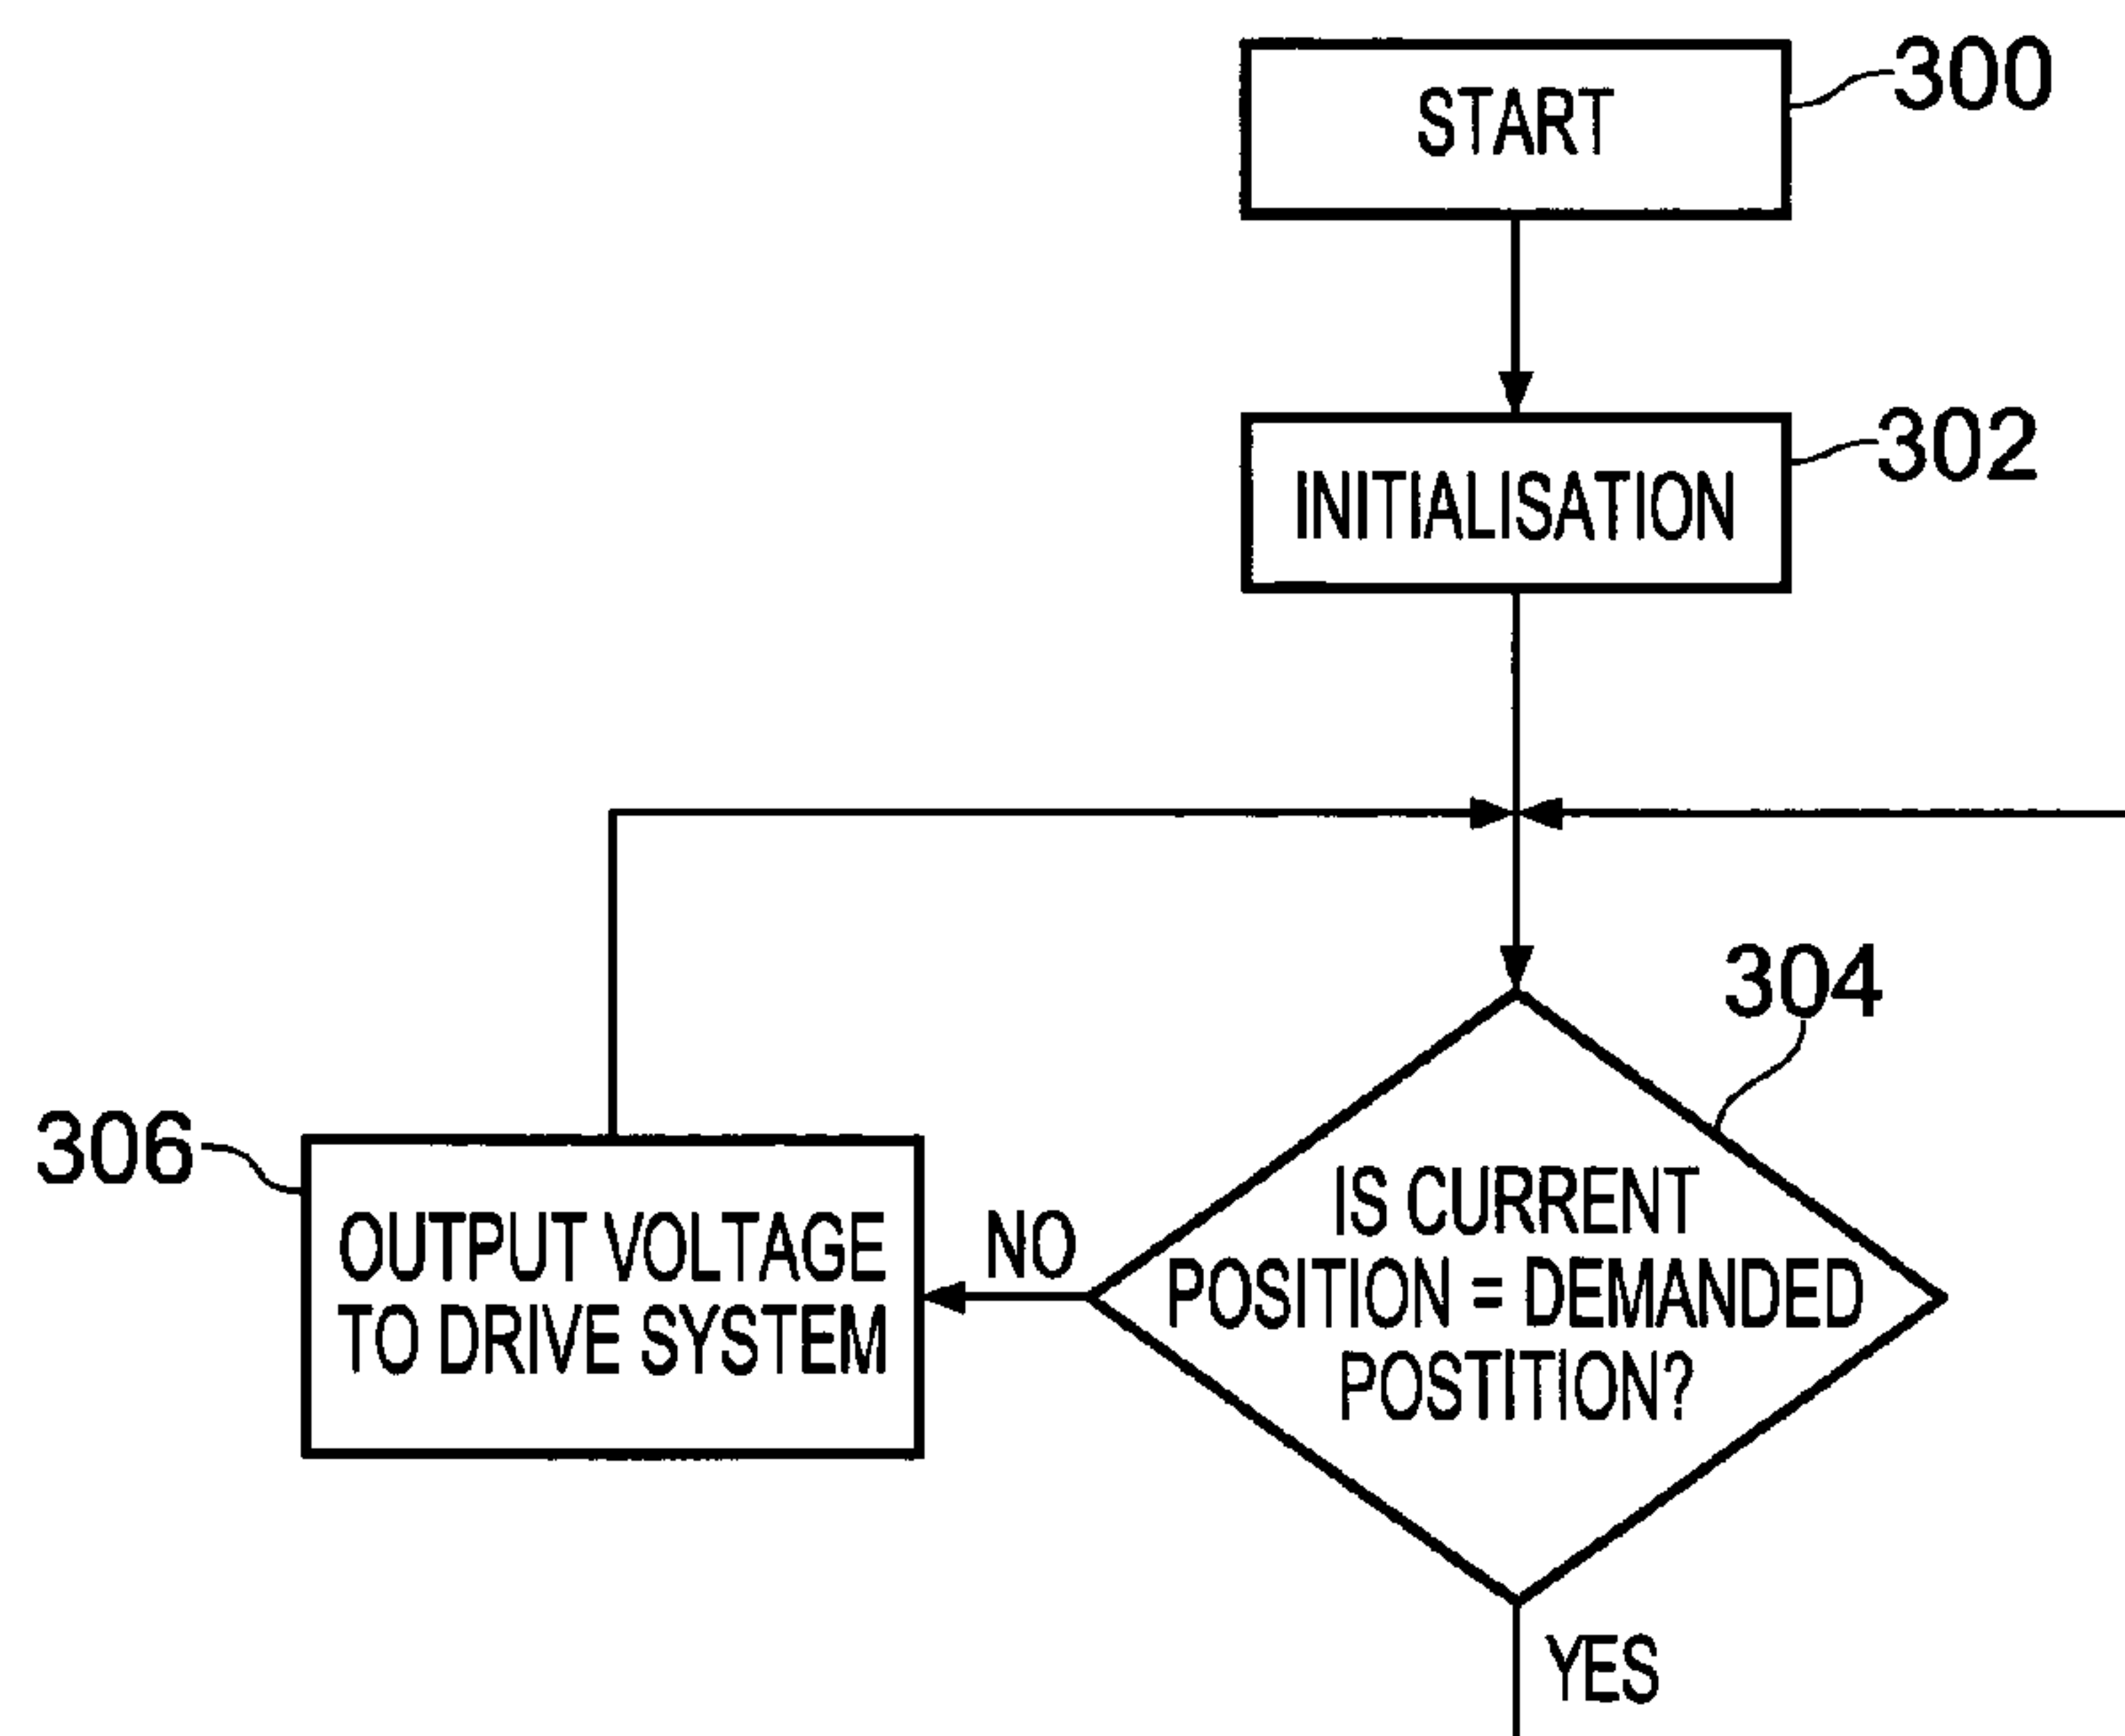 START
300
INITIALISATION
302
304
306
OUTPUT VOLTAGE
TO DRIVE SYSTEM
NO
IS CURRENT
POSITION = DEMANDED
POSTITION?
YES